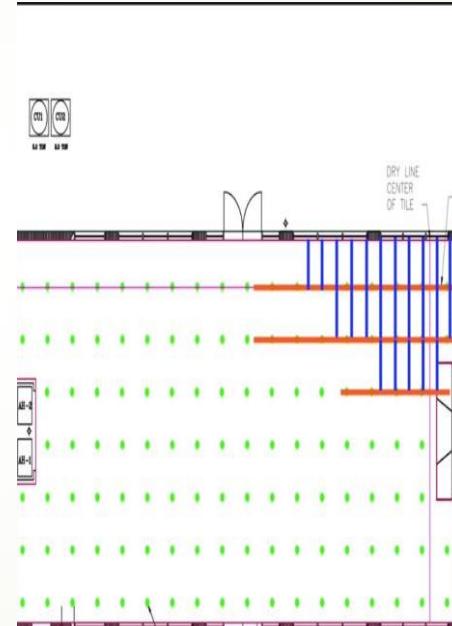 CU1 CU2
DRY LINE
CENTER
OF TILE
AH-2
AH-1